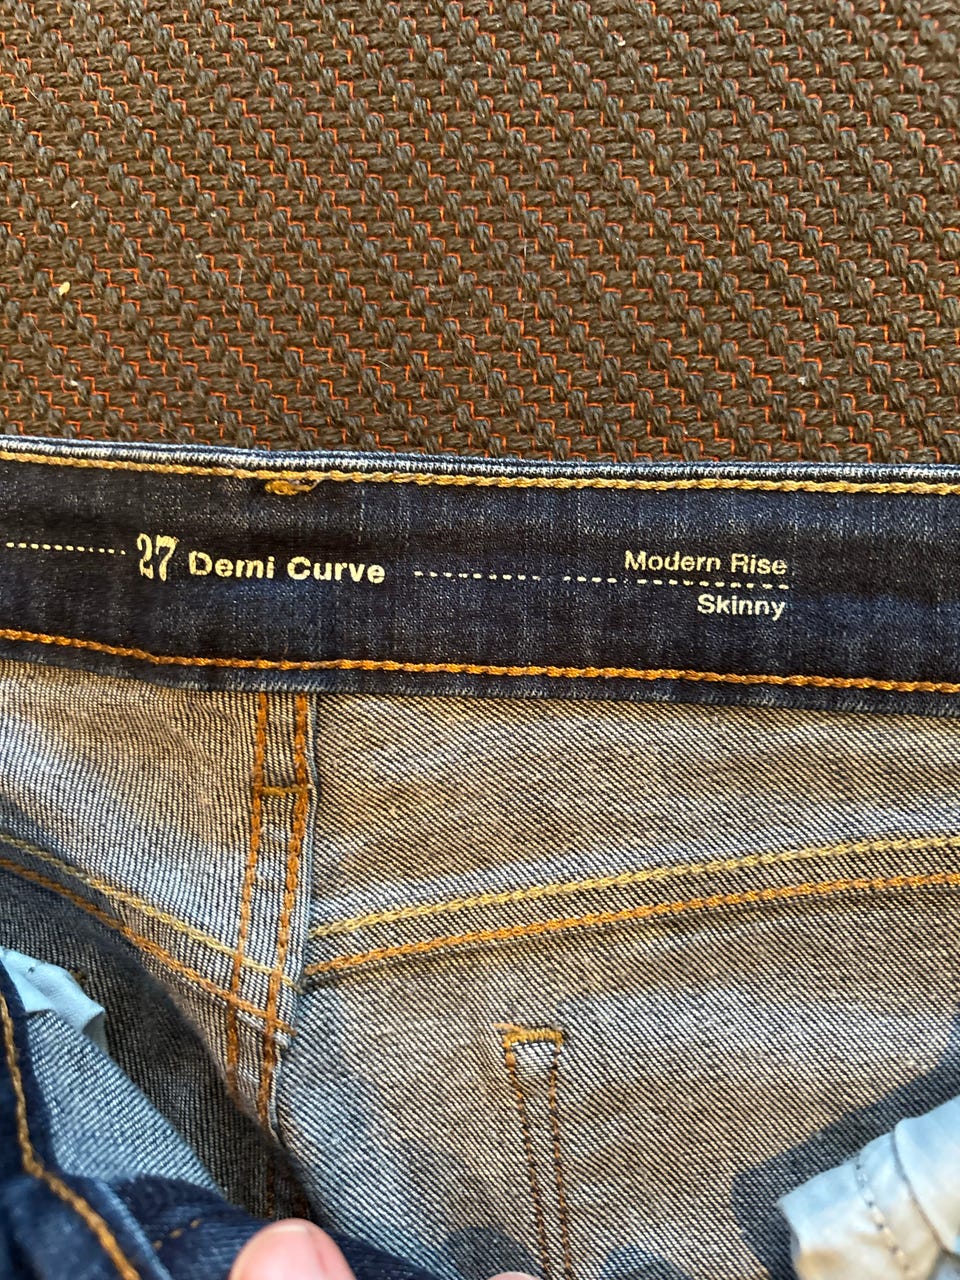 27 Demi Curve
Modern Rise
Skinny